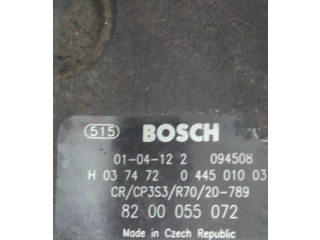 515 BOSCH
01-04-12 2 094508
H 03 74 72 0 445 010 03
CR/CP3S3/R70/20-789
82 00 055 072
Made in Czech Republic